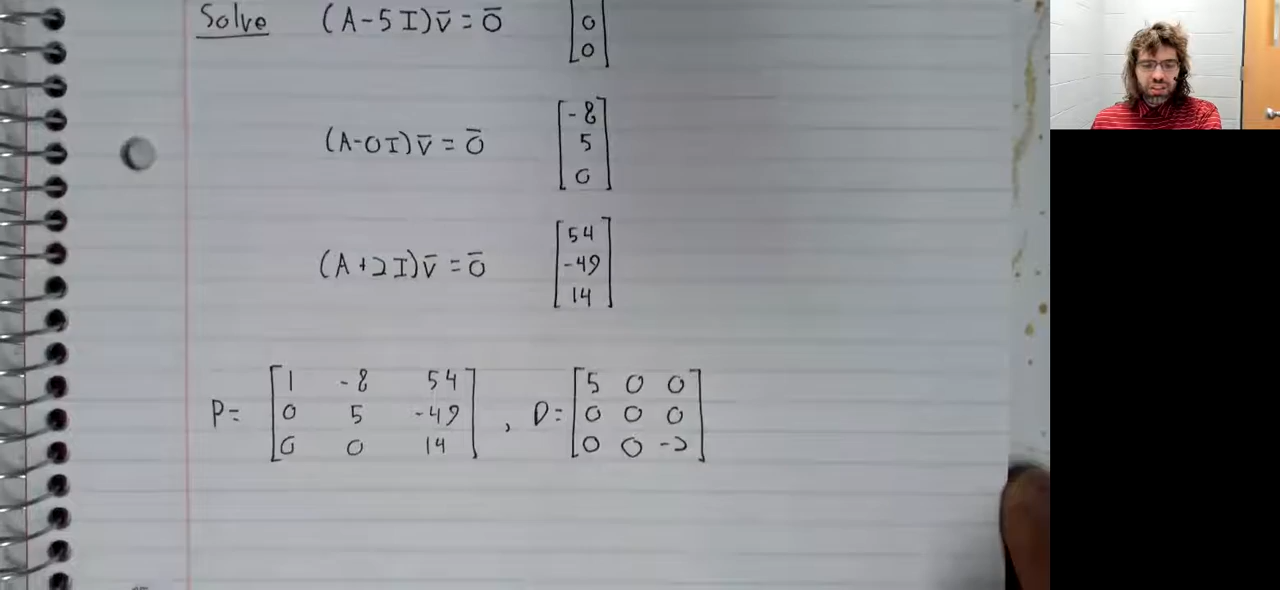 Solve (A-5I)v̄ = 0̄ [0 0]
(A-0I)v̄ = 0̄ [-8 5 0]
(A+2I)v̄ = 0̄ [54 -49 14]
P= [1 -8 54
0 5 -49
0 0 14] , D= [5 0 0
0 0 0
0 0 -2]